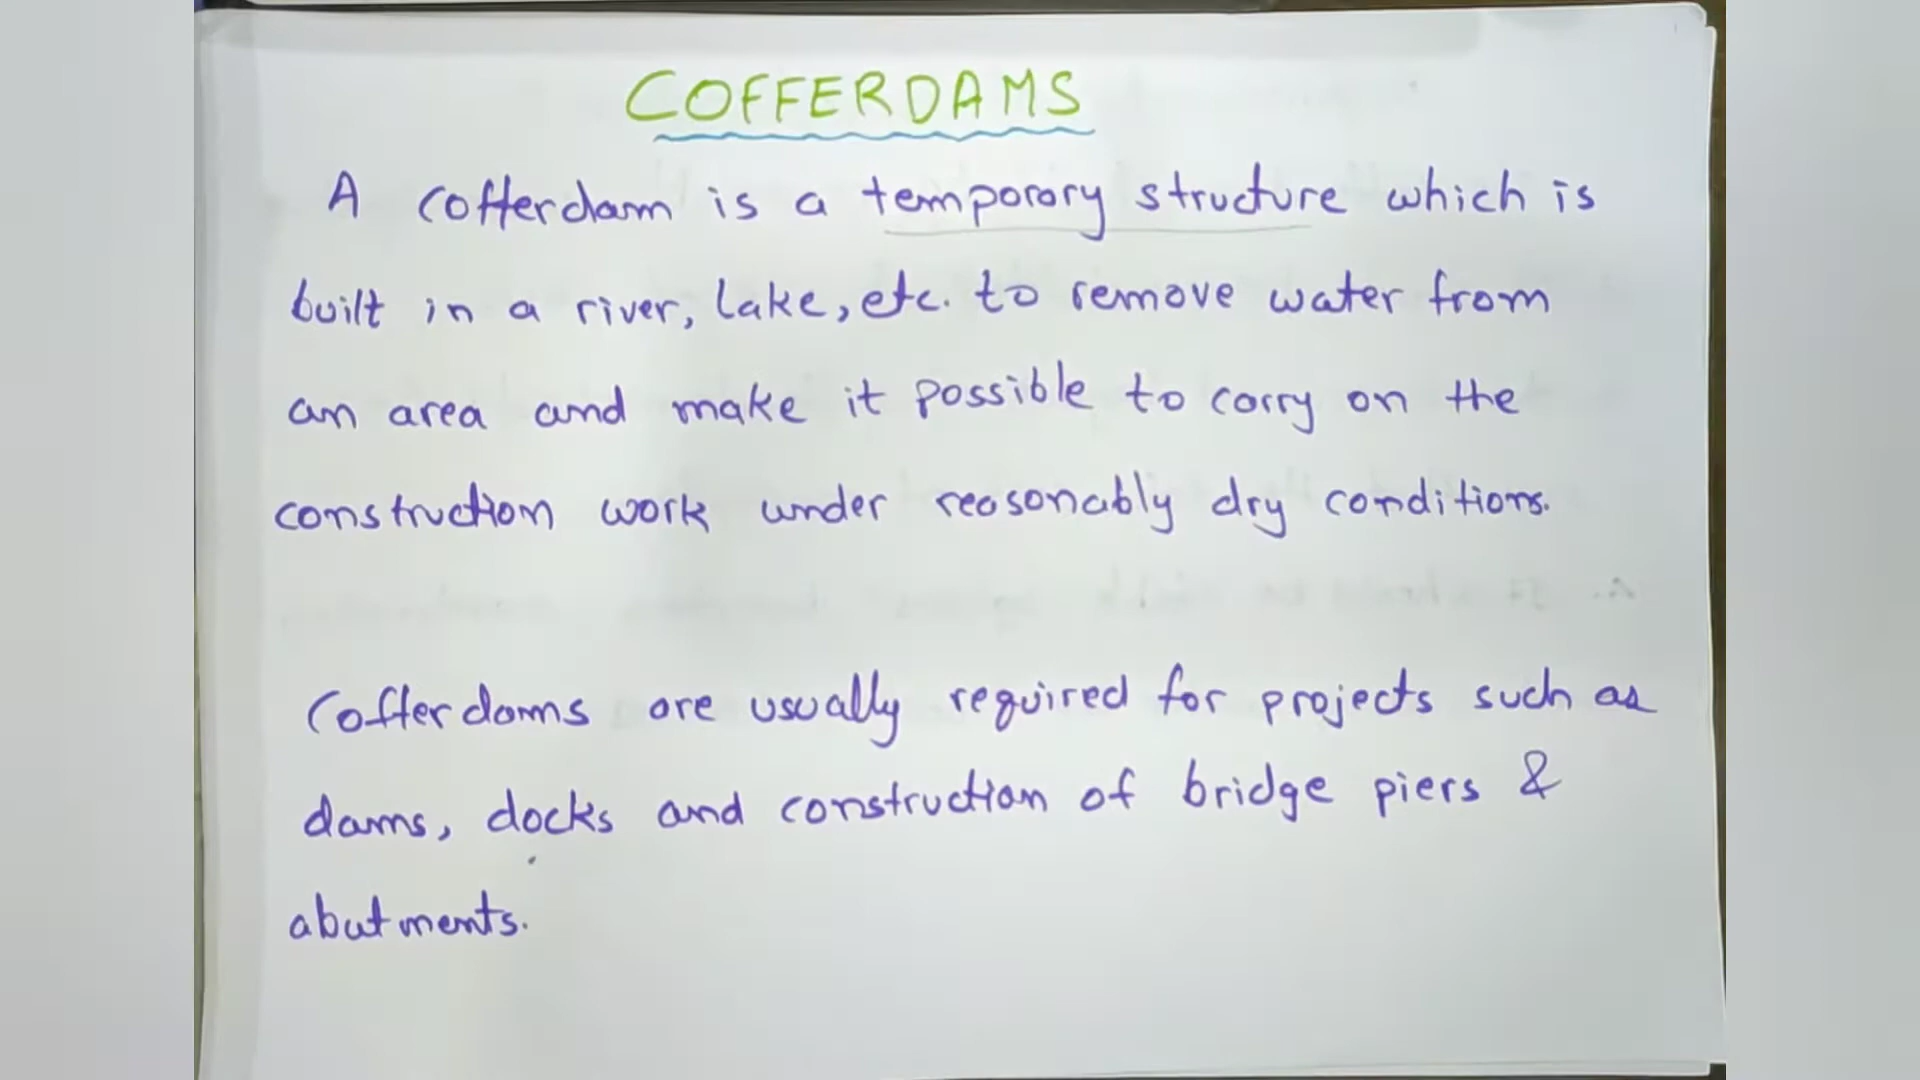 COFFERDAMS
A cofferdam is a temporary structure which is
built in a river, lake, etc. to remove water from
an area and make it possible to carry on the
construction work under reasonably dry conditions.
Cofferdams are usually required for projects such as
dams, docks and construction of bridge piers &
abutments.